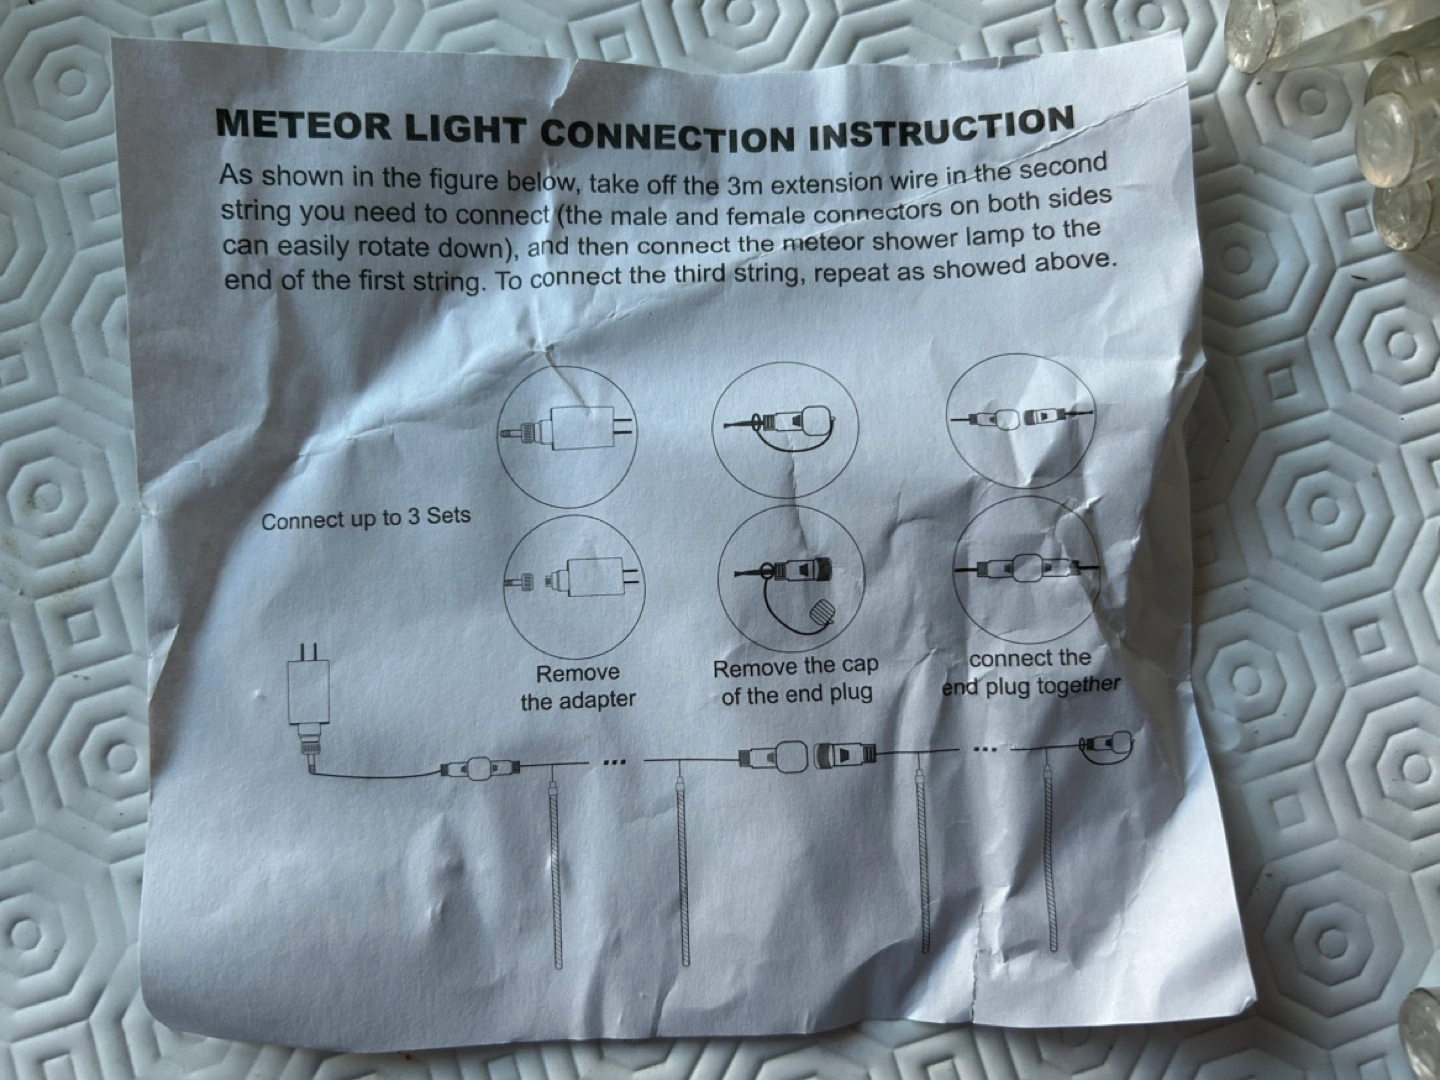 METEOR LIGHT CONNECTION INSTRUCTION
As shown in the figure below, take off the 3m extension wire in the second
string you need to connect (the male and female connectors on both sides
can easily rotate down), and then connect the meteor shower lamp to the
end of the first string. To connect the third string, repeat as showed above.
Connect up to 3 Sets
Remove
the adapter
Remove the cap
of the end plug
connect the
end plug together